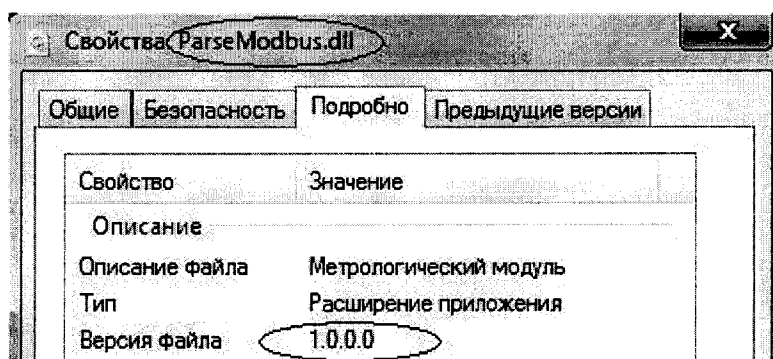 Свойства: ParseModbus.dll
Общие Безопасность Подробно Предыдущие версии
Свойство Значение
Описание
Описание файла Метрологический модуль
Тип Расширение приложения
Версия файла 1.0.0.0